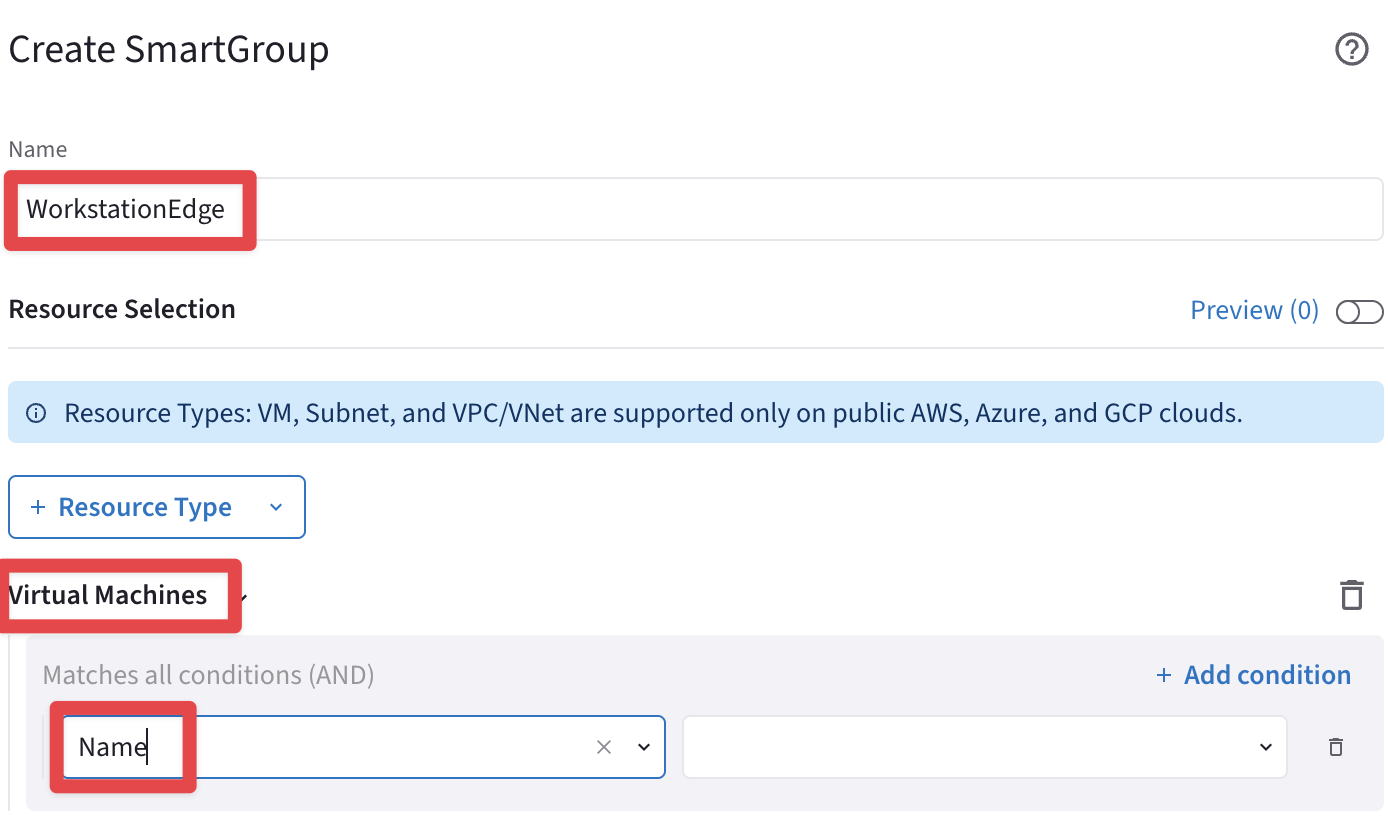 Create SmartGroup
Name
WorkstationEdge
Resource Selection
Preview (0)
Resource Types: VM, Subnet, and VPC/VNet are supported only on public AWS, Azure, and GCP clouds.
+ Resource Type
Virtual Machines
Matches all conditions (AND)
+ Add condition
Name